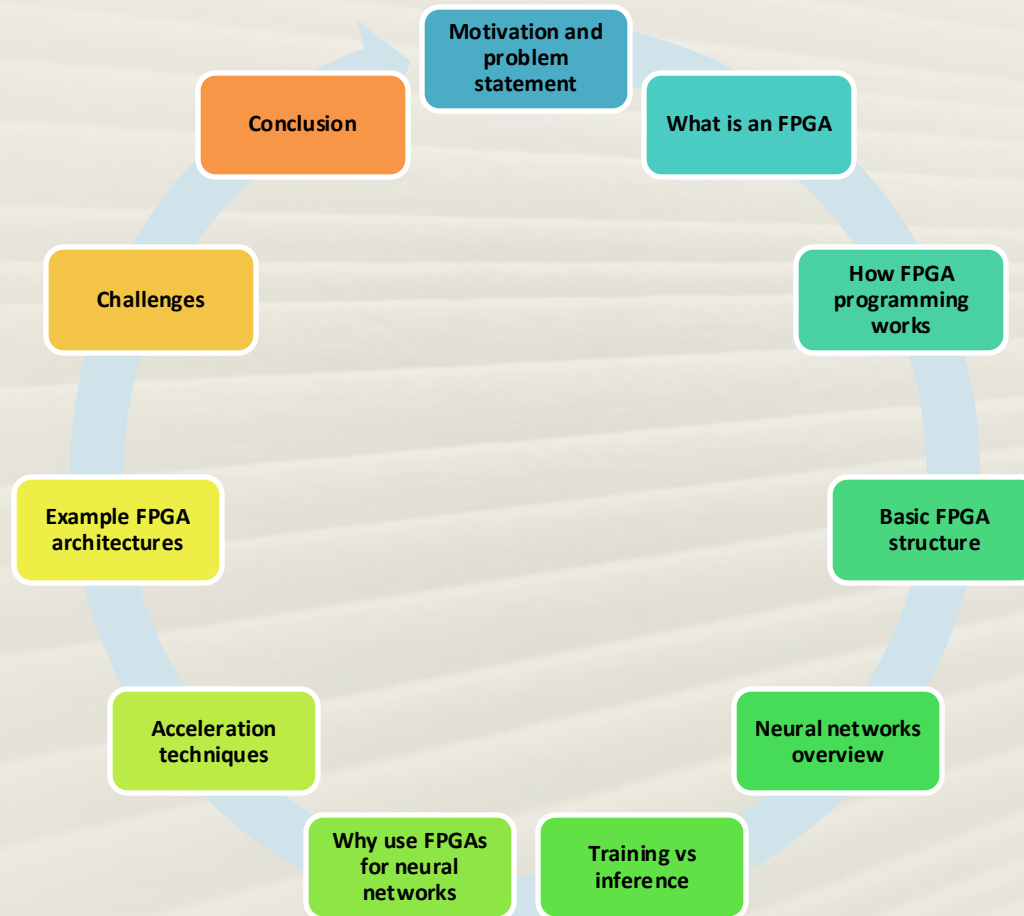 Motivation and
problem
statement
What is an FPGA
How FPGA
programming
works
Basic FPGA
structure
Neural networks
overview
Training vs
inference
Why use FPGAs
for neural
networks
Acceleration
techniques
Example FPGA
architectures
Challenges
Conclusion